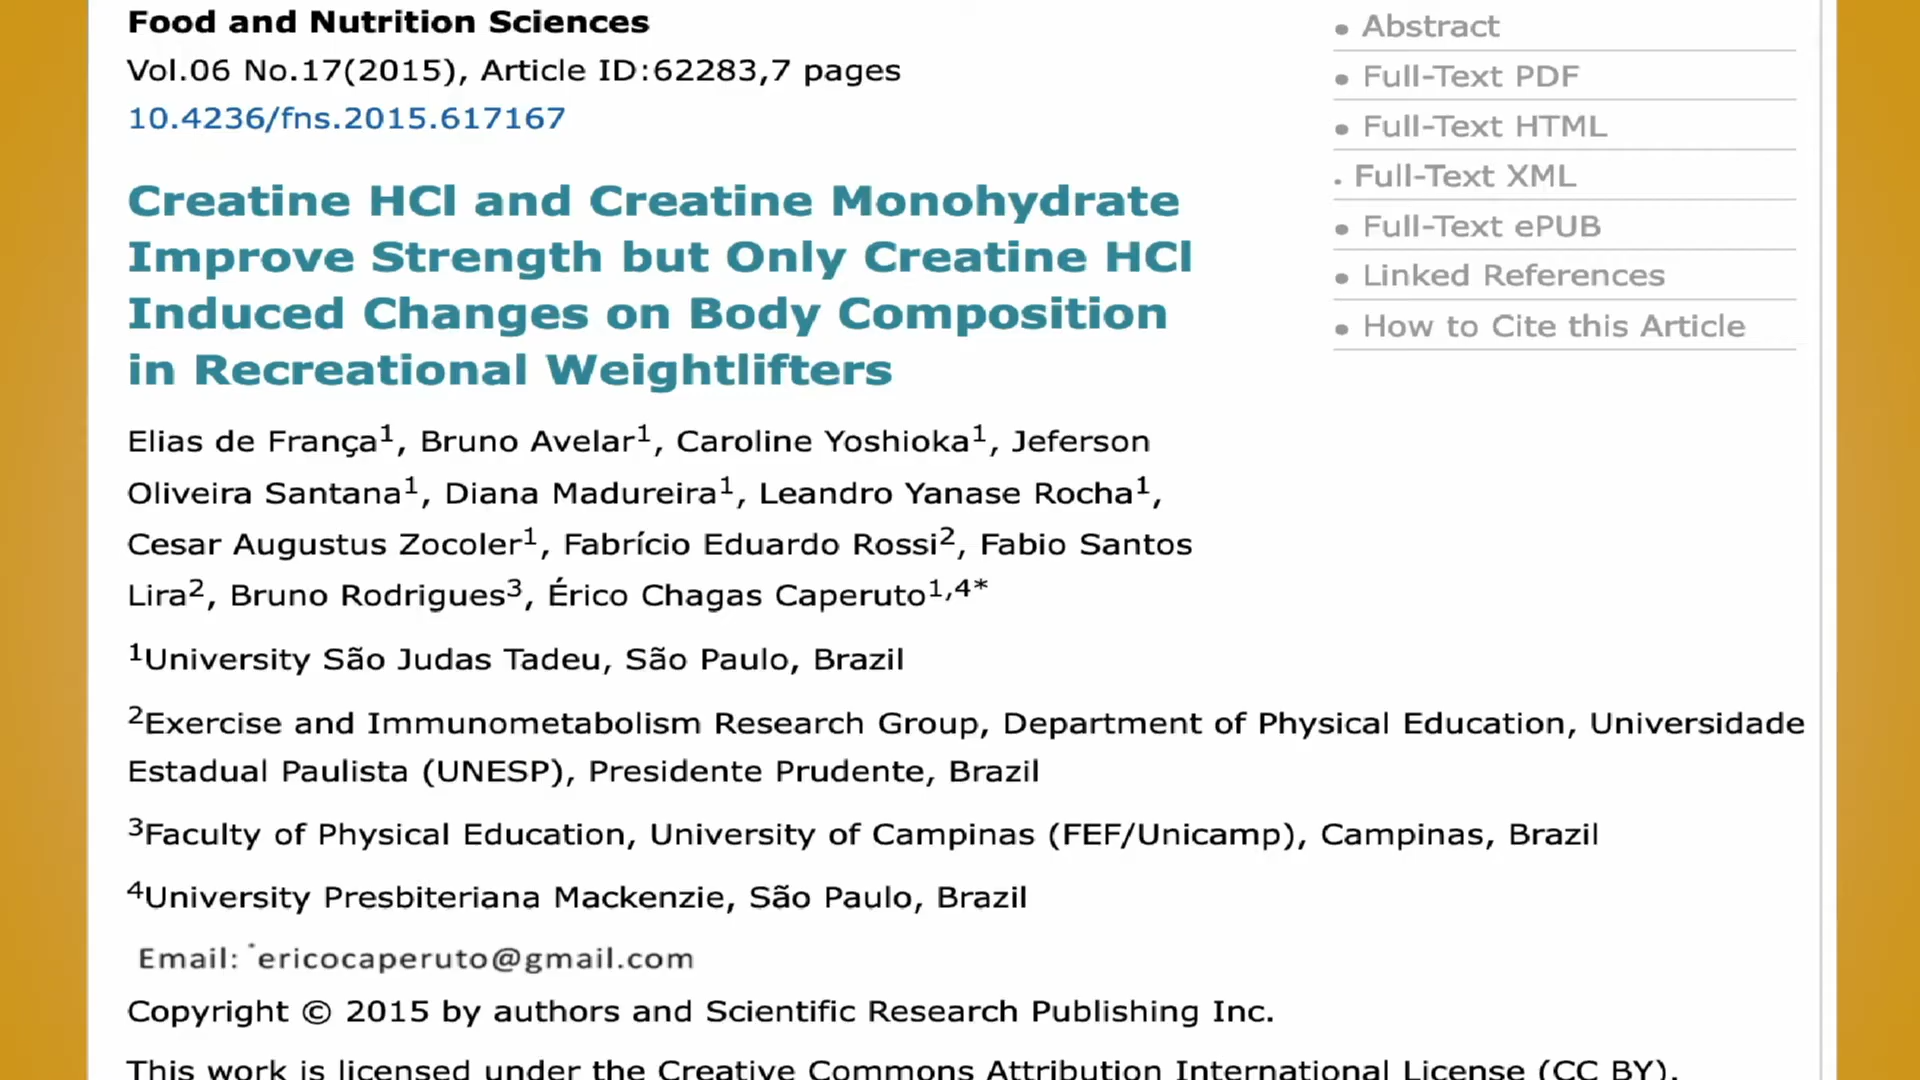 Food and Nutrition Sciences
Vol.06 No.17(2015), Article ID:62283,7 pages
10.4236/fns.2015.617167
Creatine HCl and Creatine Monohydrate
Improve Strength but Only Creatine HCl
Induced Changes on Body Composition
in Recreational Weightlifters
Elias de França1, Bruno Avelar1, Caroline Yoshioka1, Jeferson
Oliveira Santana1, Diana Madureira1, Leandro Yanase Rocha1,
Cesar Augustus Zocoler1, Fabrício Eduardo Rossi2, Fabio Santos
Lira2, Bruno Rodrigues3, Érico Chagas Caperuto1,4*
1University São Judas Tadeu, São Paulo, Brazil
2Exercise and Immunometabolism Research Group, Department of Physical Education, Universidade
Estadual Paulista (UNESP), Presidente Prudente, Brazil
3Faculty of Physical Education, University of Campinas (FEF/Unicamp), Campinas, Brazil
4University Presbiteriana Mackenzie, São Paulo, Brazil
Email: *ericocaperuto@gmail.com
Copyright © 2015 by authors and Scientific Research Publishing Inc.
This work is licensed under the Creative Commons Attribution International License (CC BY).
• Abstract
• Full-Text PDF
• Full-Text HTML
• Full-Text XML
• Full-Text ePUB
• Linked References
• How to Cite this Article